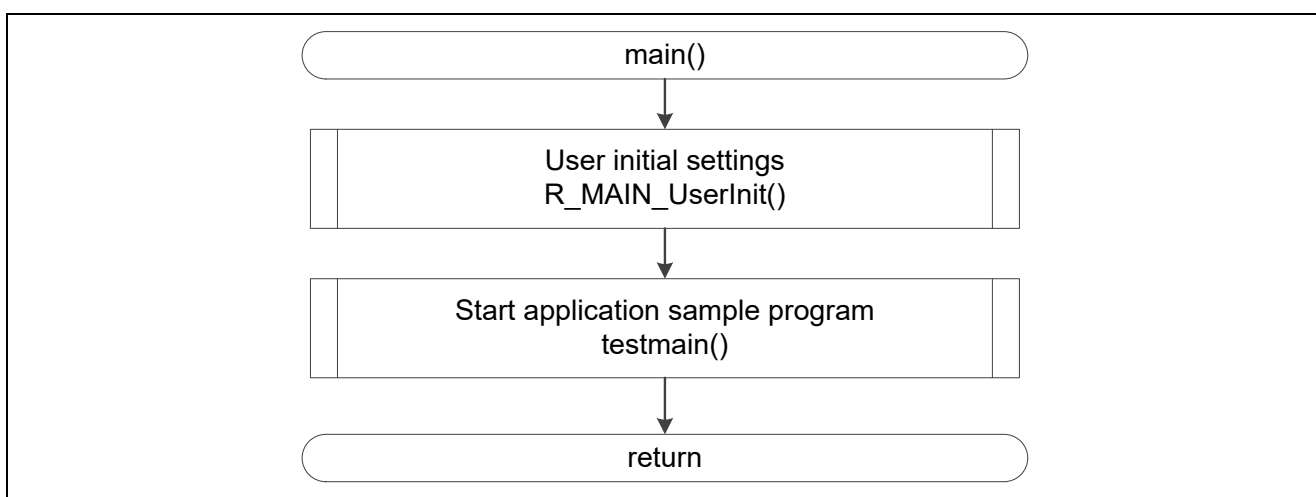 main()
User initial settings
R_MAIN_UserInit()
Start application sample program
testmain()
return